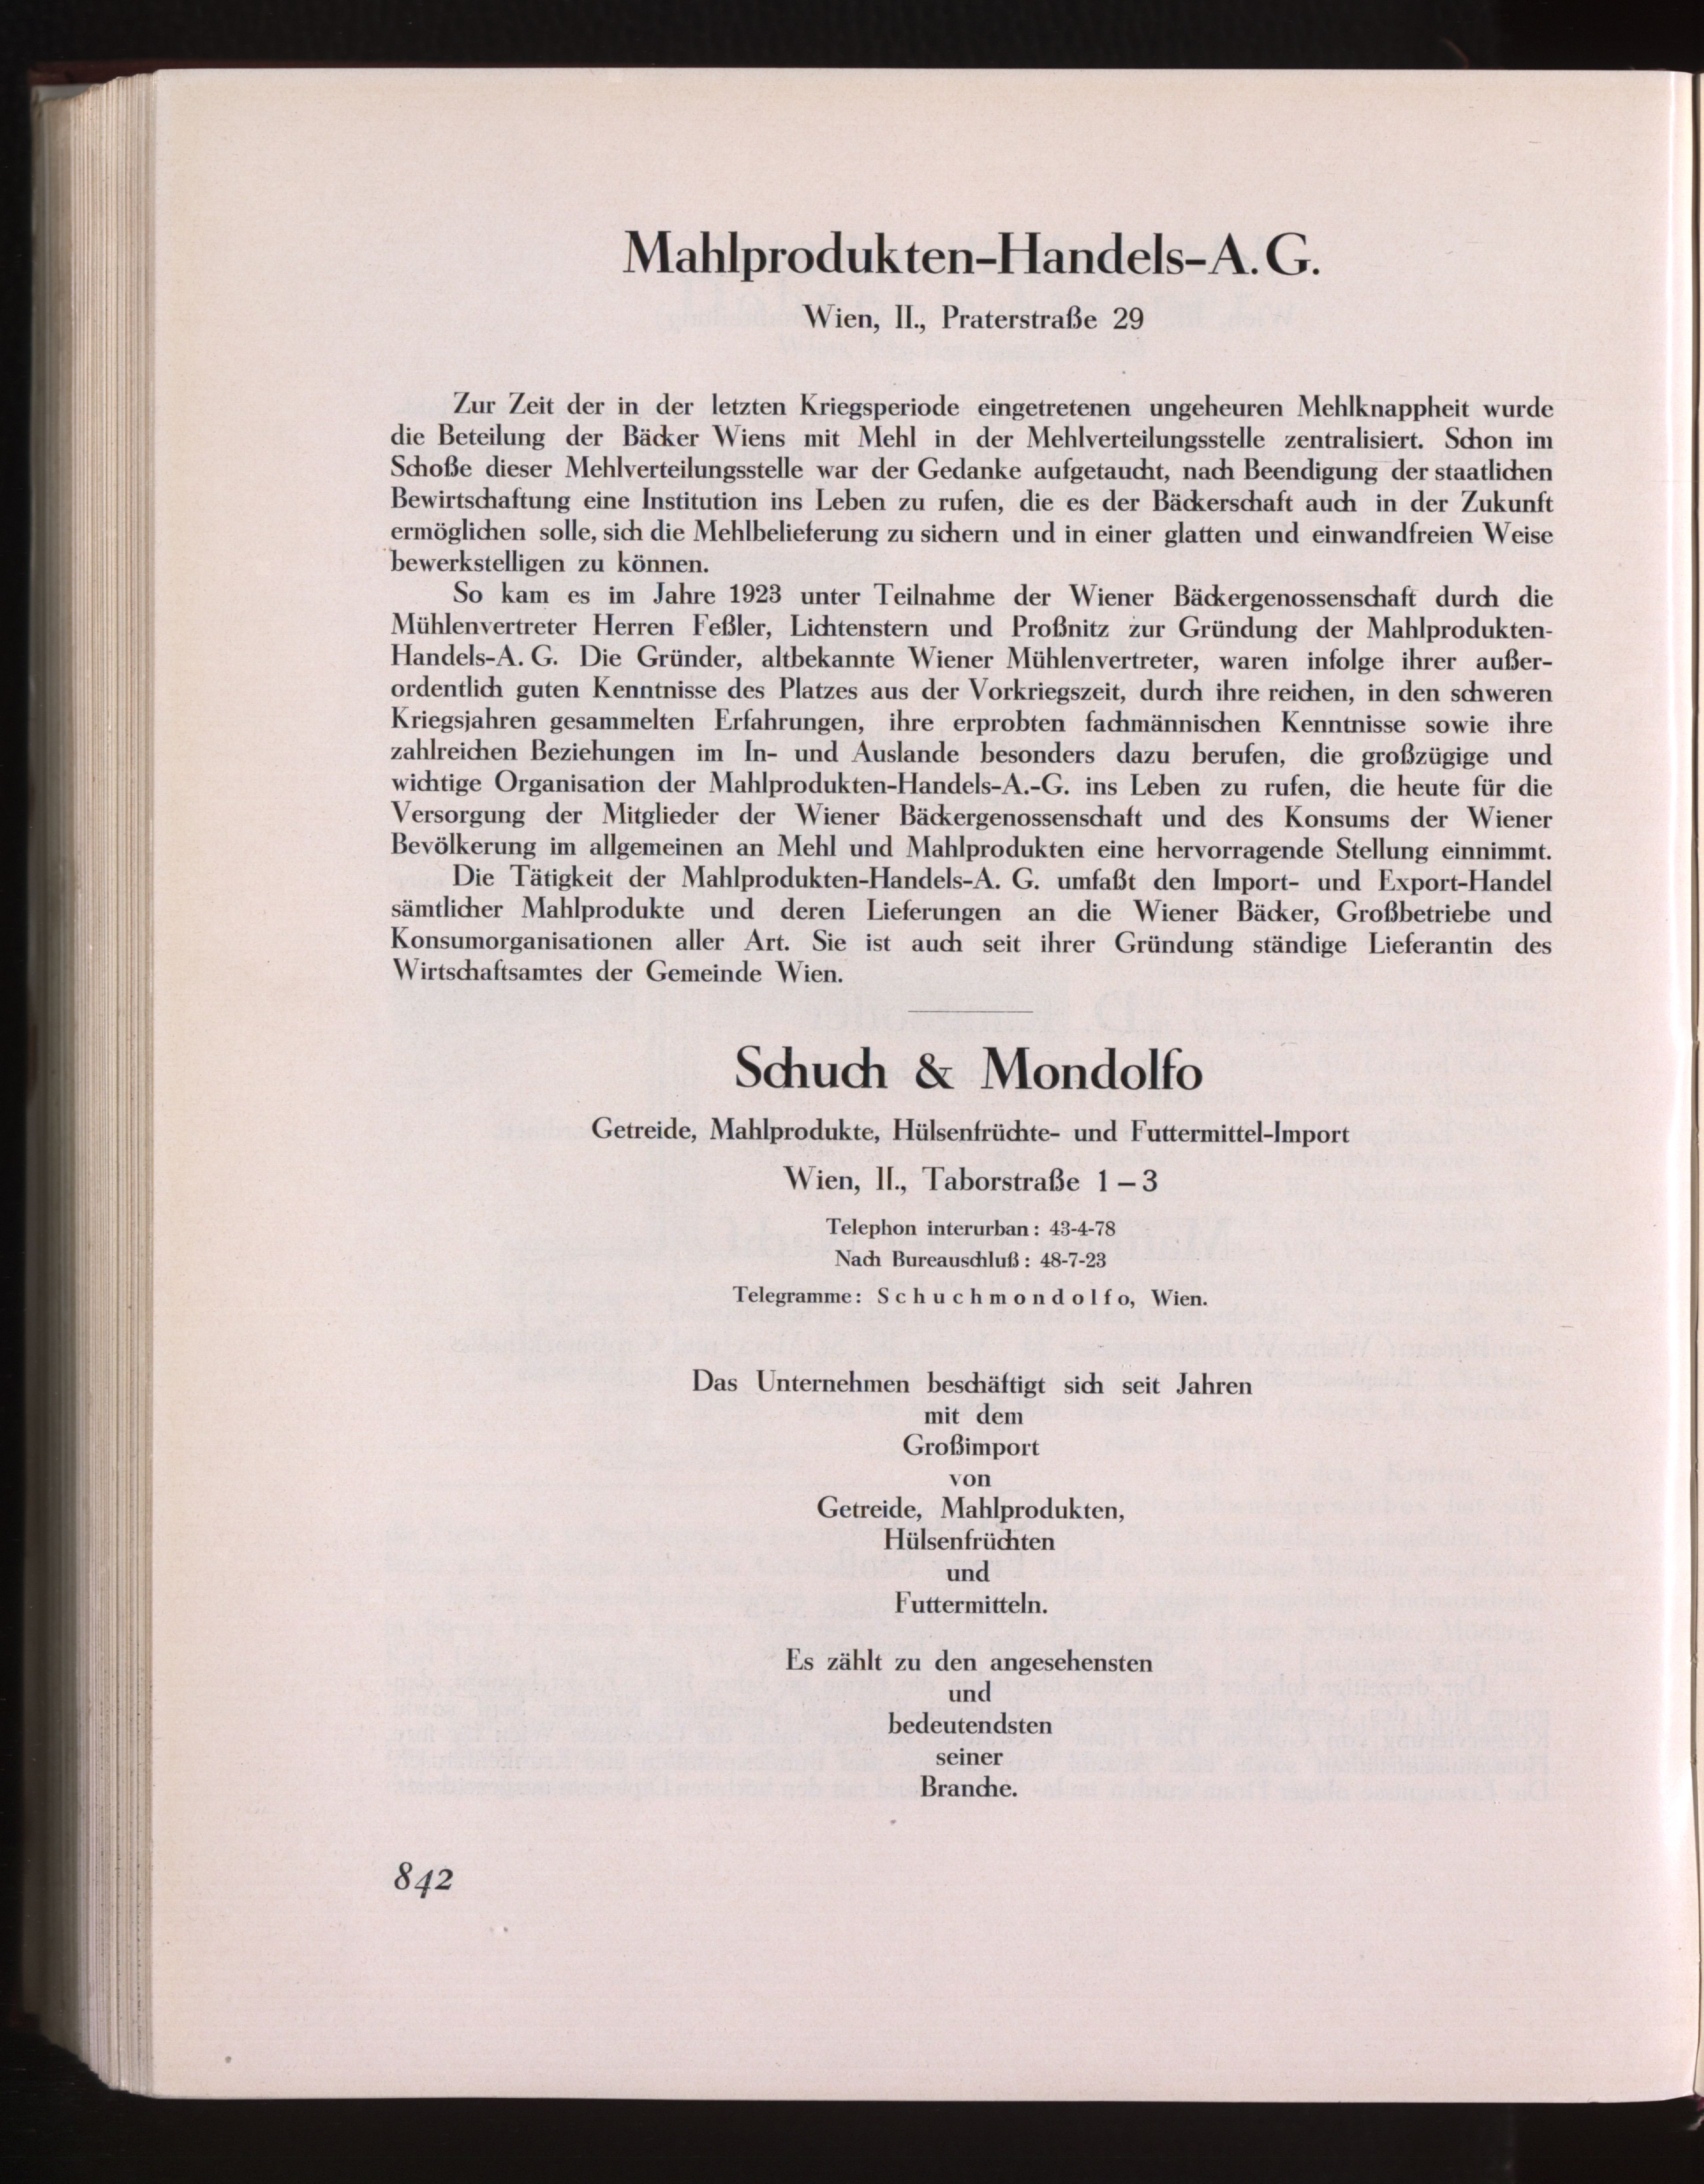 Mahlprodukten-Handels-A. G.
Wien, II., Praterstraße 29
Zur Zeit der in der letzten Kriegsperiode eingetretenen ungeheuren Mehlknappheit wurde
die Beteilung der Bäcker Wiens mit Mehl in der Mehlverteilungsstelle zentralisiert. Schon im
Schoße dieser Mehlverteilungsstelle war der Gedanke aufgetaucht, nach Beendigung der staatlichen
Bewirtschaftung eine Institution ins Leben zu rufen, die es der Bäckerschaft auch in der Zukunft
ermöglichen solle, sich die Mehlbelieferung zu sichern und in einer glatten und einwandfreien Weise
bewerkstelligen zu können.
So kam es im Jahre 1923 unter Teilnahme der Wiener Bäckergenossenschaft durch die
Mühlenvertreter Herren Feßler, Lichtenstern und Proßnitz zur Gründung der Mahlprodukten-
Handels-A. G. Die Gründer, altbekannte Wiener Mühlenvertreter, waren infolge ihrer außer-
ordentlich guten Kenntnisse des Platzes aus der Vorkriegszeit, durch ihre reichen, in den schweren
Kriegsjahren gesammelten Erfahrungen, ihre erprobten fachmännischen Kenntnisse sowie ihre
zahlreichen Beziehungen im In- und Auslande besonders dazu berufen, die großzügige und
wichtige Organisation der Mahlprodukten-Handels-A.-G. ins Leben zu rufen, die heute für die
Versorgung der Mitglieder der Wiener Bäckergenossenschaft und des Konsums der Wiener
Bevölkerung im allgemeinen an Mehl und Mahlprodukten eine hervorragende Stellung einnimmt.
Die Tätigkeit der Mahlprodukten-Handels-A. G. umfaßt den Import- und Export-Handel
sämtlicher Mahlprodukte und deren Lieferungen an die Wiener Bäcker, Großbetriebe und
Konsumorganisationen aller Art. Sie ist auch seit ihrer Gründung ständige Lieferantin des
Wirtschaftsamtes der Gemeinde Wien.
Schuch & Mondolfo
Getreide, Mahlprodukte, Hülsenfrüchte- und Futtermittel-Import
Wien, II., Taborstraße 1 – 3
Telephon interurban : 43-4-78
Nach Bureauschluß : 48-7-23
Telegramme: Schuchmondolfo, Wien.
Das Unternehmen beschäftigt sich seit Jahren
mit dem
Großimport
von
Getreide, Mahlprodukten,
Hülsenfrüchten
und
Futtermitteln.
Es zählt zu den angesehensten
und
bedeutendsten
seiner
Branche.
842